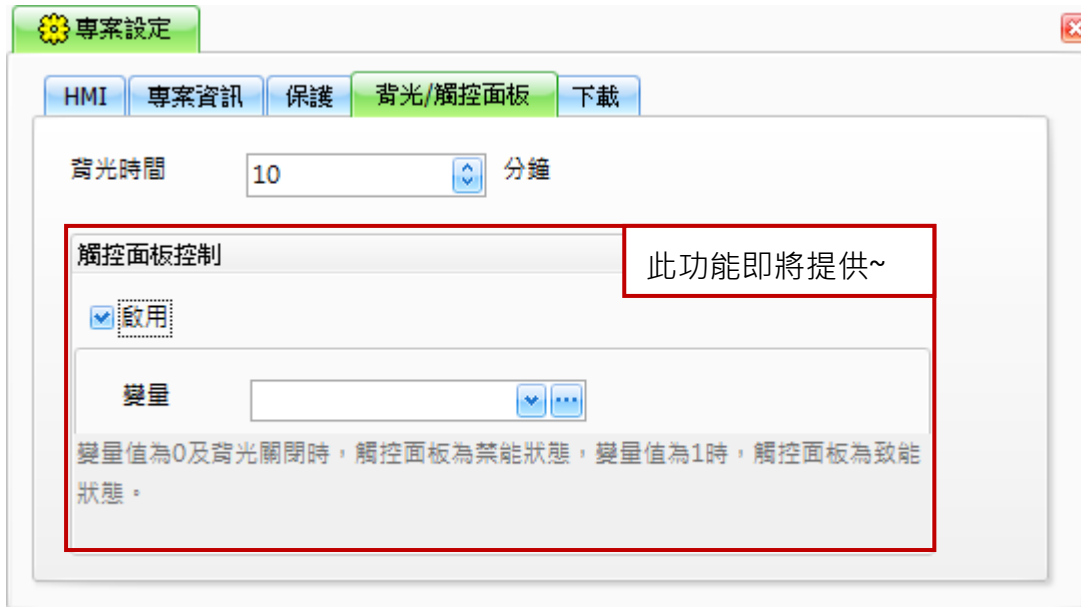 專案設定
HMI 專案資訊 保護 背光/觸控面板 下載
背光時間 10 分鐘
觸控面板控制
此功能即將提供~
啟用
變量
變量值為0及背光關閉時，觸控面板為禁能狀態，變量值為1時，觸控面板為致能
狀態。